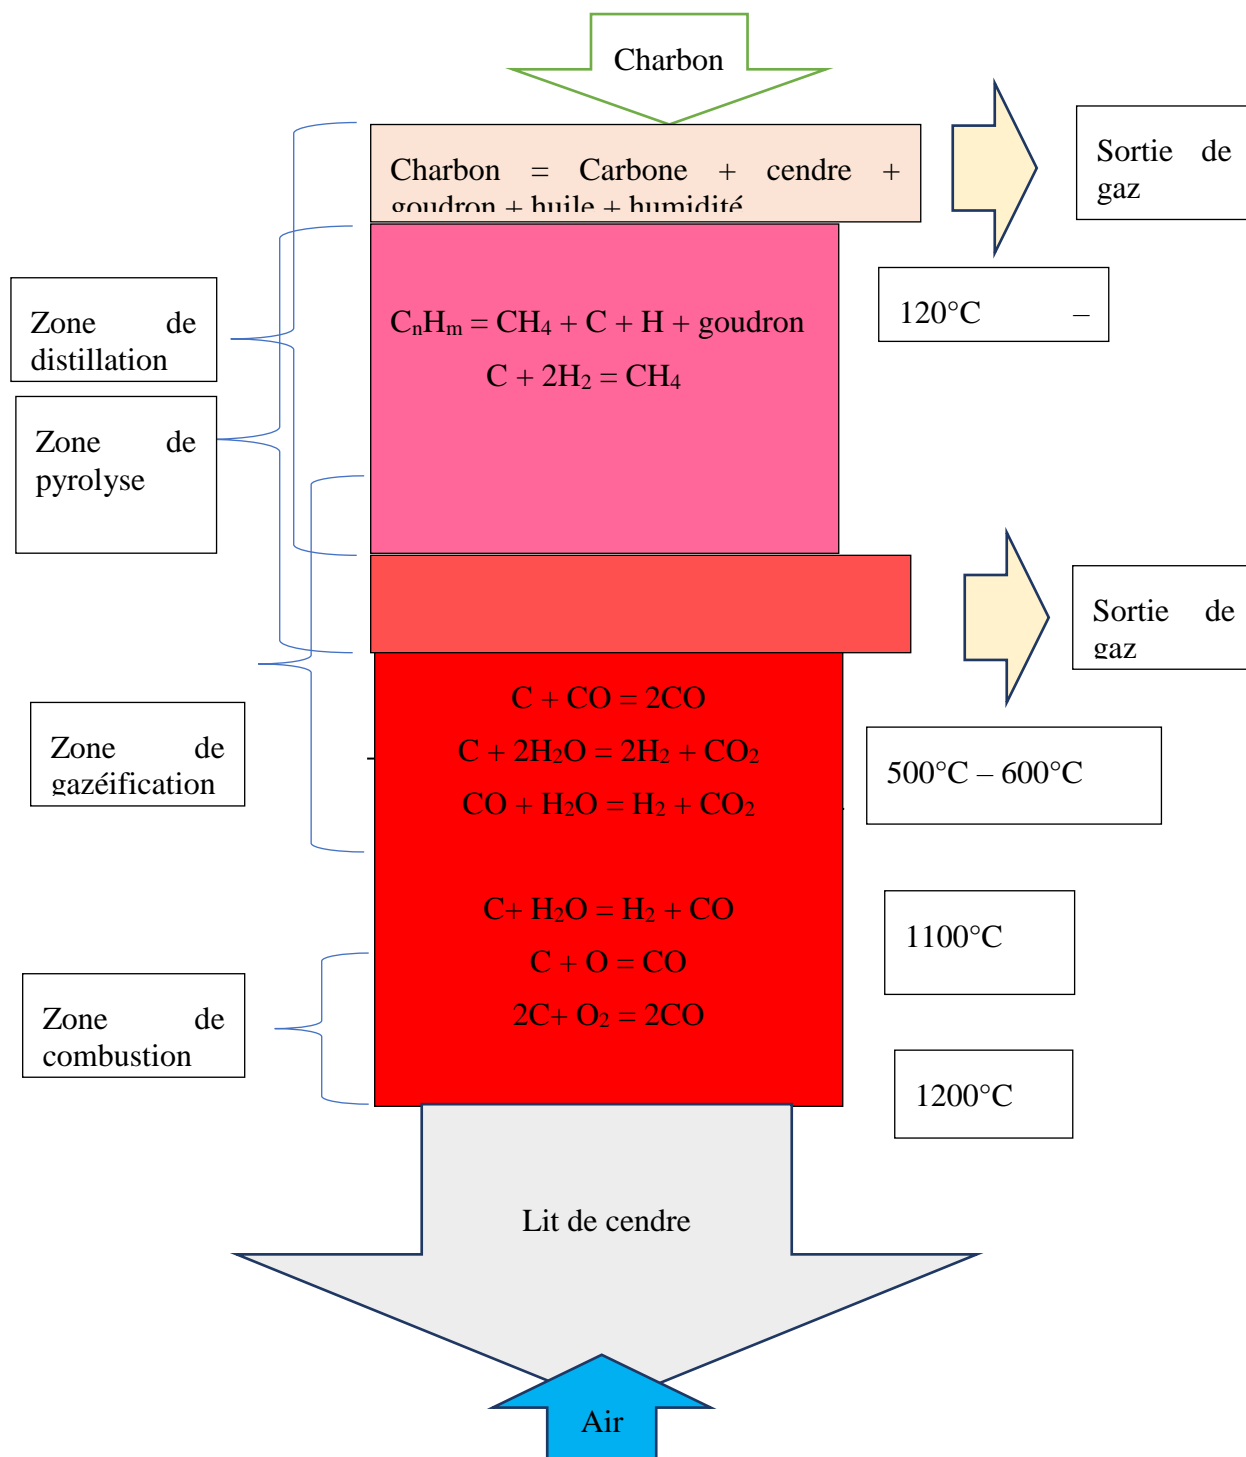 Charbon
Charbon = Carbone + cendre +
goudron + huile + humidité
Sortie de
gaz
120°C –
Zone de
distillation
CₙHₘ = CH₄ + C + H + goudron
C + 2H₂ = CH₄
Zone de
pyrolyse
Sortie de
gaz
C + CO = 2CO
C + 2H₂O = 2H₂ + CO₂
CO + H₂O = H₂ + CO₂
Zone de
gazéification
500°C – 600°C
C+ H₂O = H₂ + CO
C + O = CO
2C+ O₂ = 2CO
1100°C
Zone de
combustion
1200°C
Lit de cendre
Air